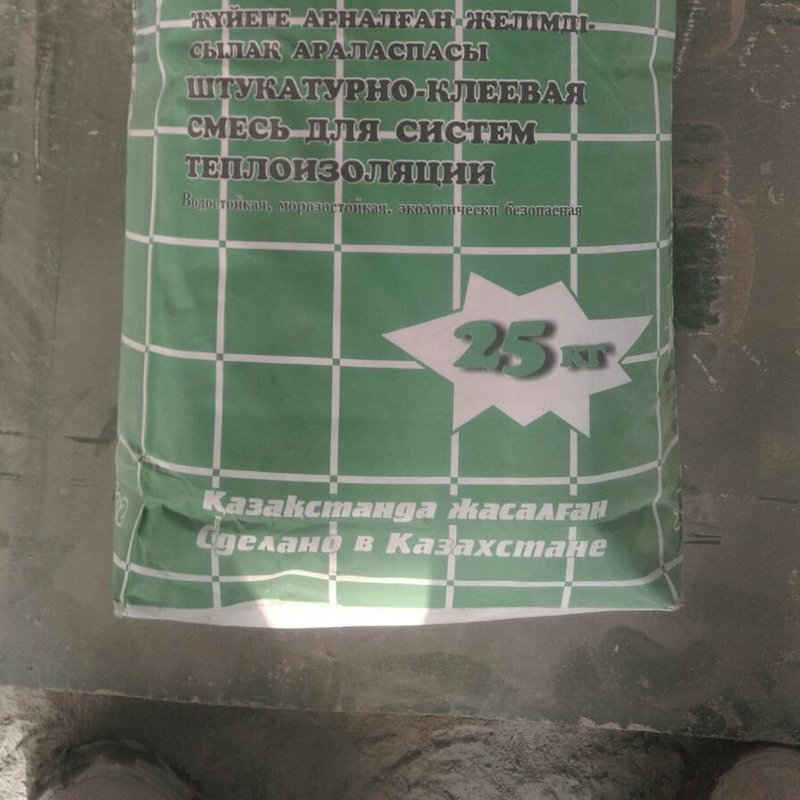 ЖҮЙЕГЕ АРНАЛҒАН ЖЕЛІМДІ-
СЫЛАҚ АРАЛАСПАСЫ
ШТУКАТУРНО-КЛЕЕВАЯ
СМЕСЬ ДЛЯ СИСТЕМ
ТЕПЛОИЗОЛЯЦИИ
Водостойкая, морозостойкая, экологически безопасная
25 кг
Казакстанда жасалған
Сделано в Казахстане